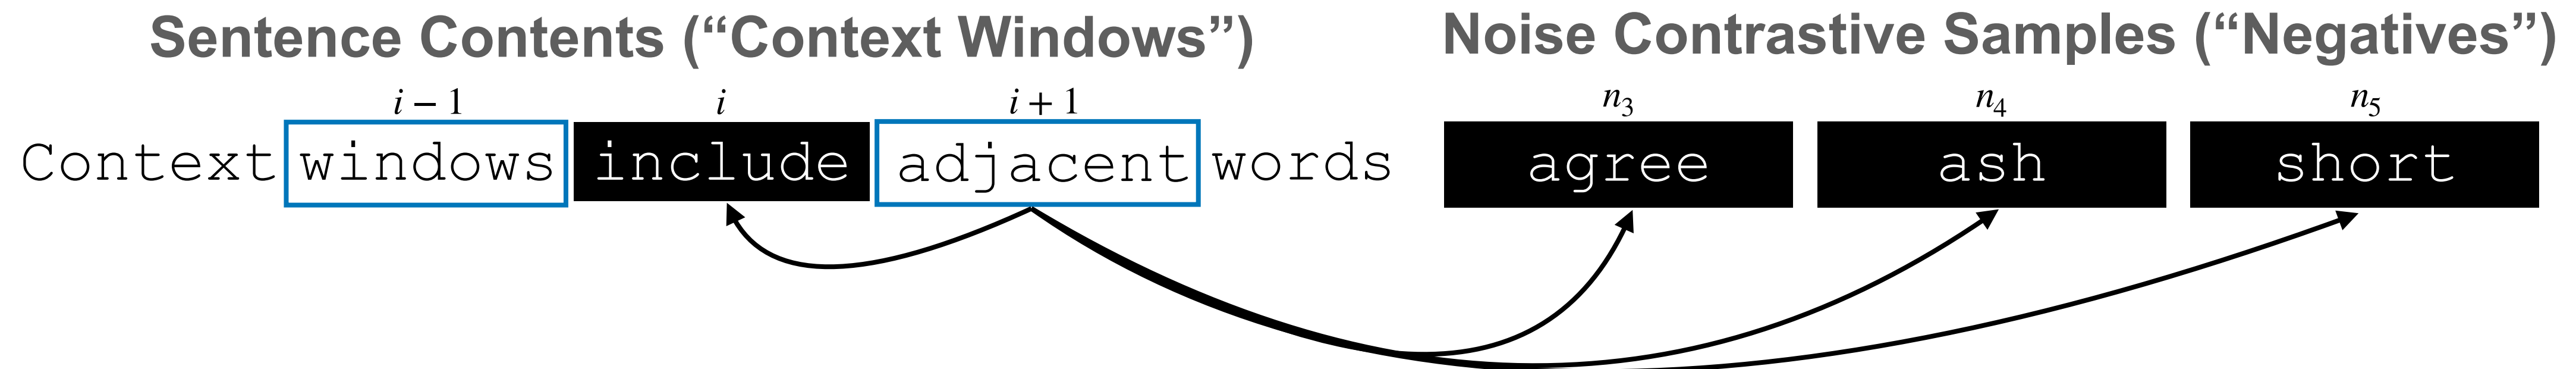 Sentence Contents (“Context Windows”) Noise Contrastive Samples (“Negatives”)
i − 1 i i + 1 n3 n4 n5
Context windows include adjacent words agree ash short